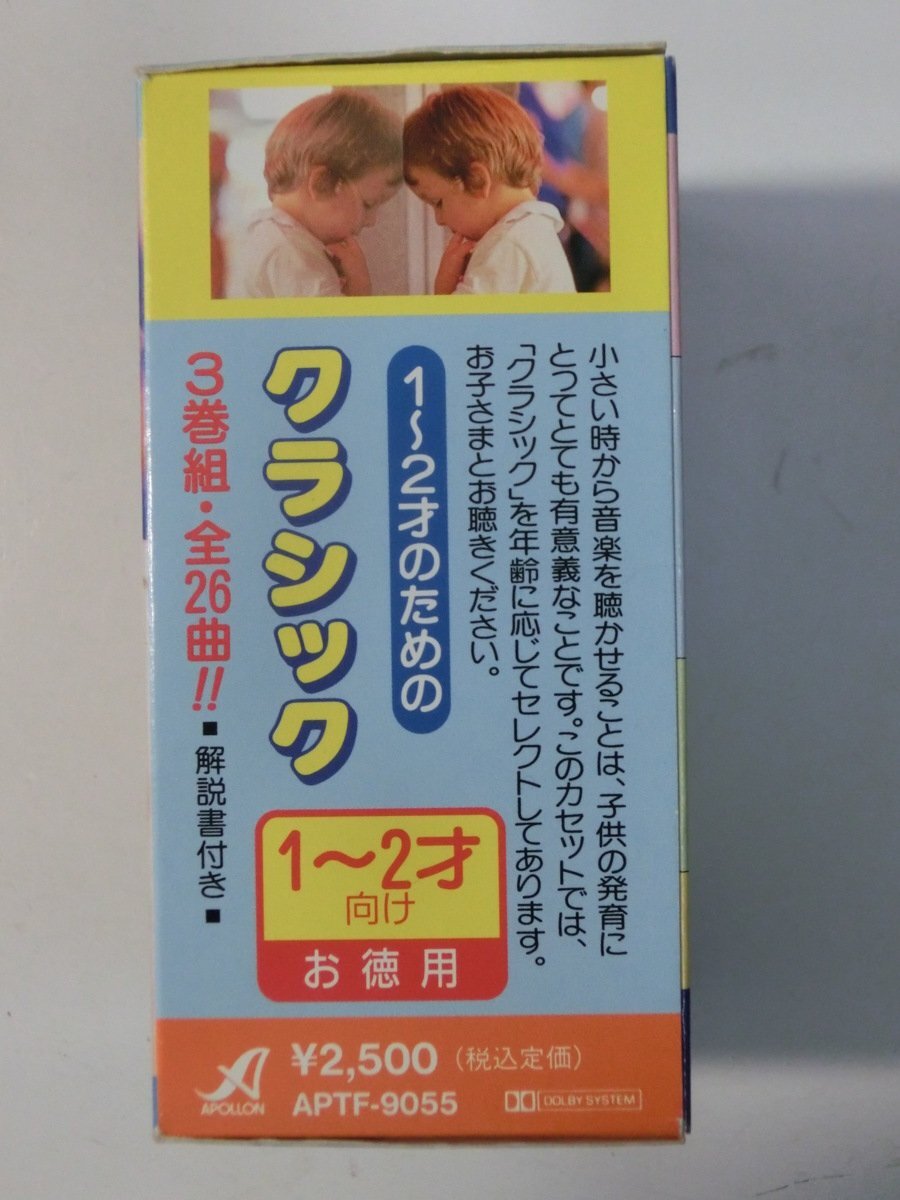 小さい時から音楽を聴かせることは、子供の発育に
とってとても有意義なことです。このカセットでは、
「クラシック」を年齢に応じてセレクトしてあります。
お子さまとお聴きください。
1〜2才のための
クラシック
3巻組・全26曲!!■解説書付き■
1〜2才
向け
お徳用
APOLLON
¥2,500（税込定価）
APTF-9055
DOLBY SYSTEM